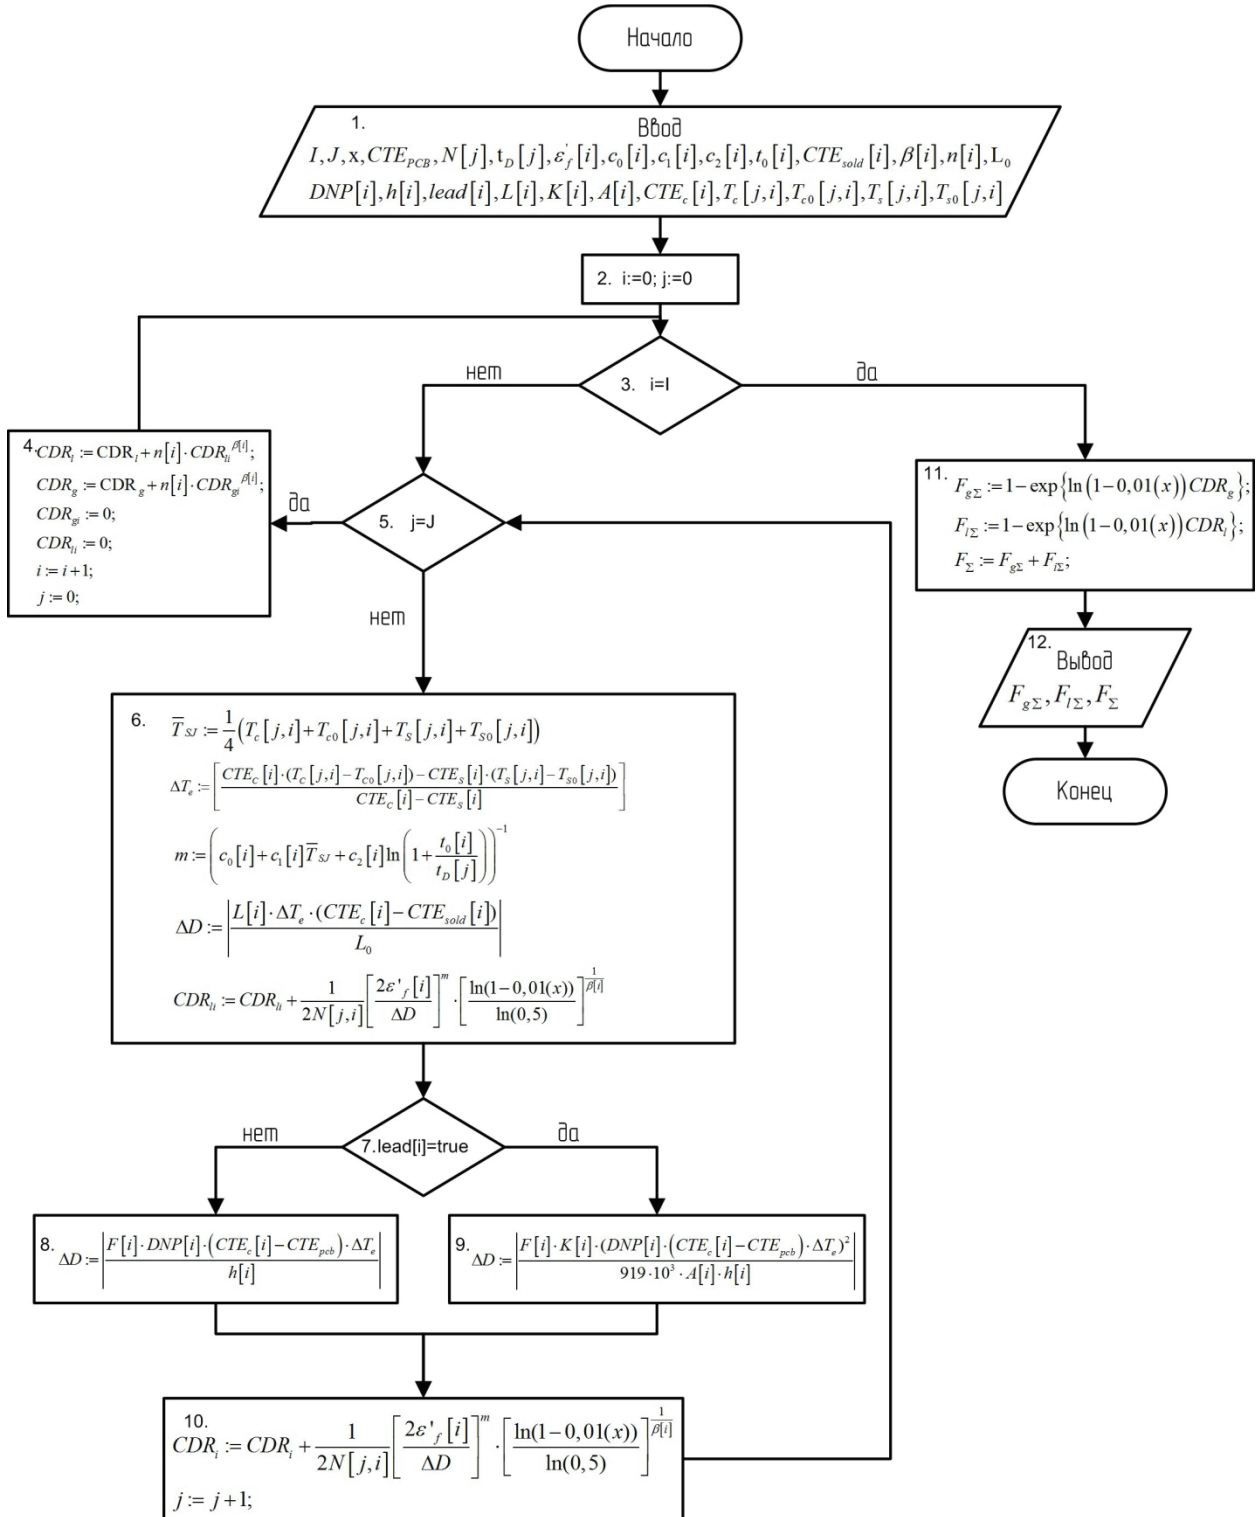 Начало
1. Ввод
I, J, x, CTE_PCB, N[j], t_D[j], ε'_f[i], c_0[i], c_1[i], c_2[i], t_0[i], CTE_sold[i], β[i], n[i], L_0
DNP[i], h[i], lead[i], L[i], K[i], A[i], CTE_c[i], T_c[j,i], T_c0[j,i], T_s[j,i], T_s0[j,i]
2. i:=0; j:=0
3. i=I
нет
да
4. CDR_l := CDR_l + n[i]·CDR_li^β[i];
CDR_g := CDR_g + n[i]·CDR_gi^β[i];
CDR_gi := 0;
CDR_li := 0;
i := i+1;
j := 0;
да
5. j=J
нет
11. F_gΣ := 1−exp{ln(1−0,01(x))CDR_g};
F_lΣ := 1−exp{ln(1−0,01(x))CDR_l};
F_Σ := F_gΣ + F_iΣ;
12. Вывод
F_gΣ, F_lΣ, F_Σ
Конец
6. T̅_SJ := 1/4 (T_c[j,i]+T_c0[j,i]+T_S[j,i]+T_S0[j,i])
ΔT_e := [(CTE_C[i]·(T_C[j,i]−T_C0[j,i])−CTE_S[i]·(T_S[j,i]−T_S0[j,i]))/(CTE_C[i]−CTE_S[i])]
m := (c_0[i]+c_1[i]T̅_SJ+c_2[i]ln(1+t_0[i]/t_D[j]))^−1
ΔD := |L[i]·ΔT_e·(CTE_c[i]−CTE_sold[i])/L_0|
CDR_li := CDR_li + 1/2N[j,i] [2ε'_f[i]/ΔD]^m · [ln(1−0,01(x))/ln(0,5)]^1/β[i]
7.lead[i]=true
нет
да
8. ΔD := |F[i]·DNP[i]·(CTE_c[i]−CTE_pcb)·ΔT_e/h[i]|
9. ΔD := |F[i]·K[i]·(DNP[i]·(CTE_c[i]−CTE_pcb)·ΔT_e)^2/919·10^3·A[i]·h[i]|
10.
CDR_i := CDR_i + 1/2N[j,i] [2ε'_f[i]/ΔD]^m · [ln(1−0,01(x))/ln(0,5)]^1/β[i]
j := j+1;